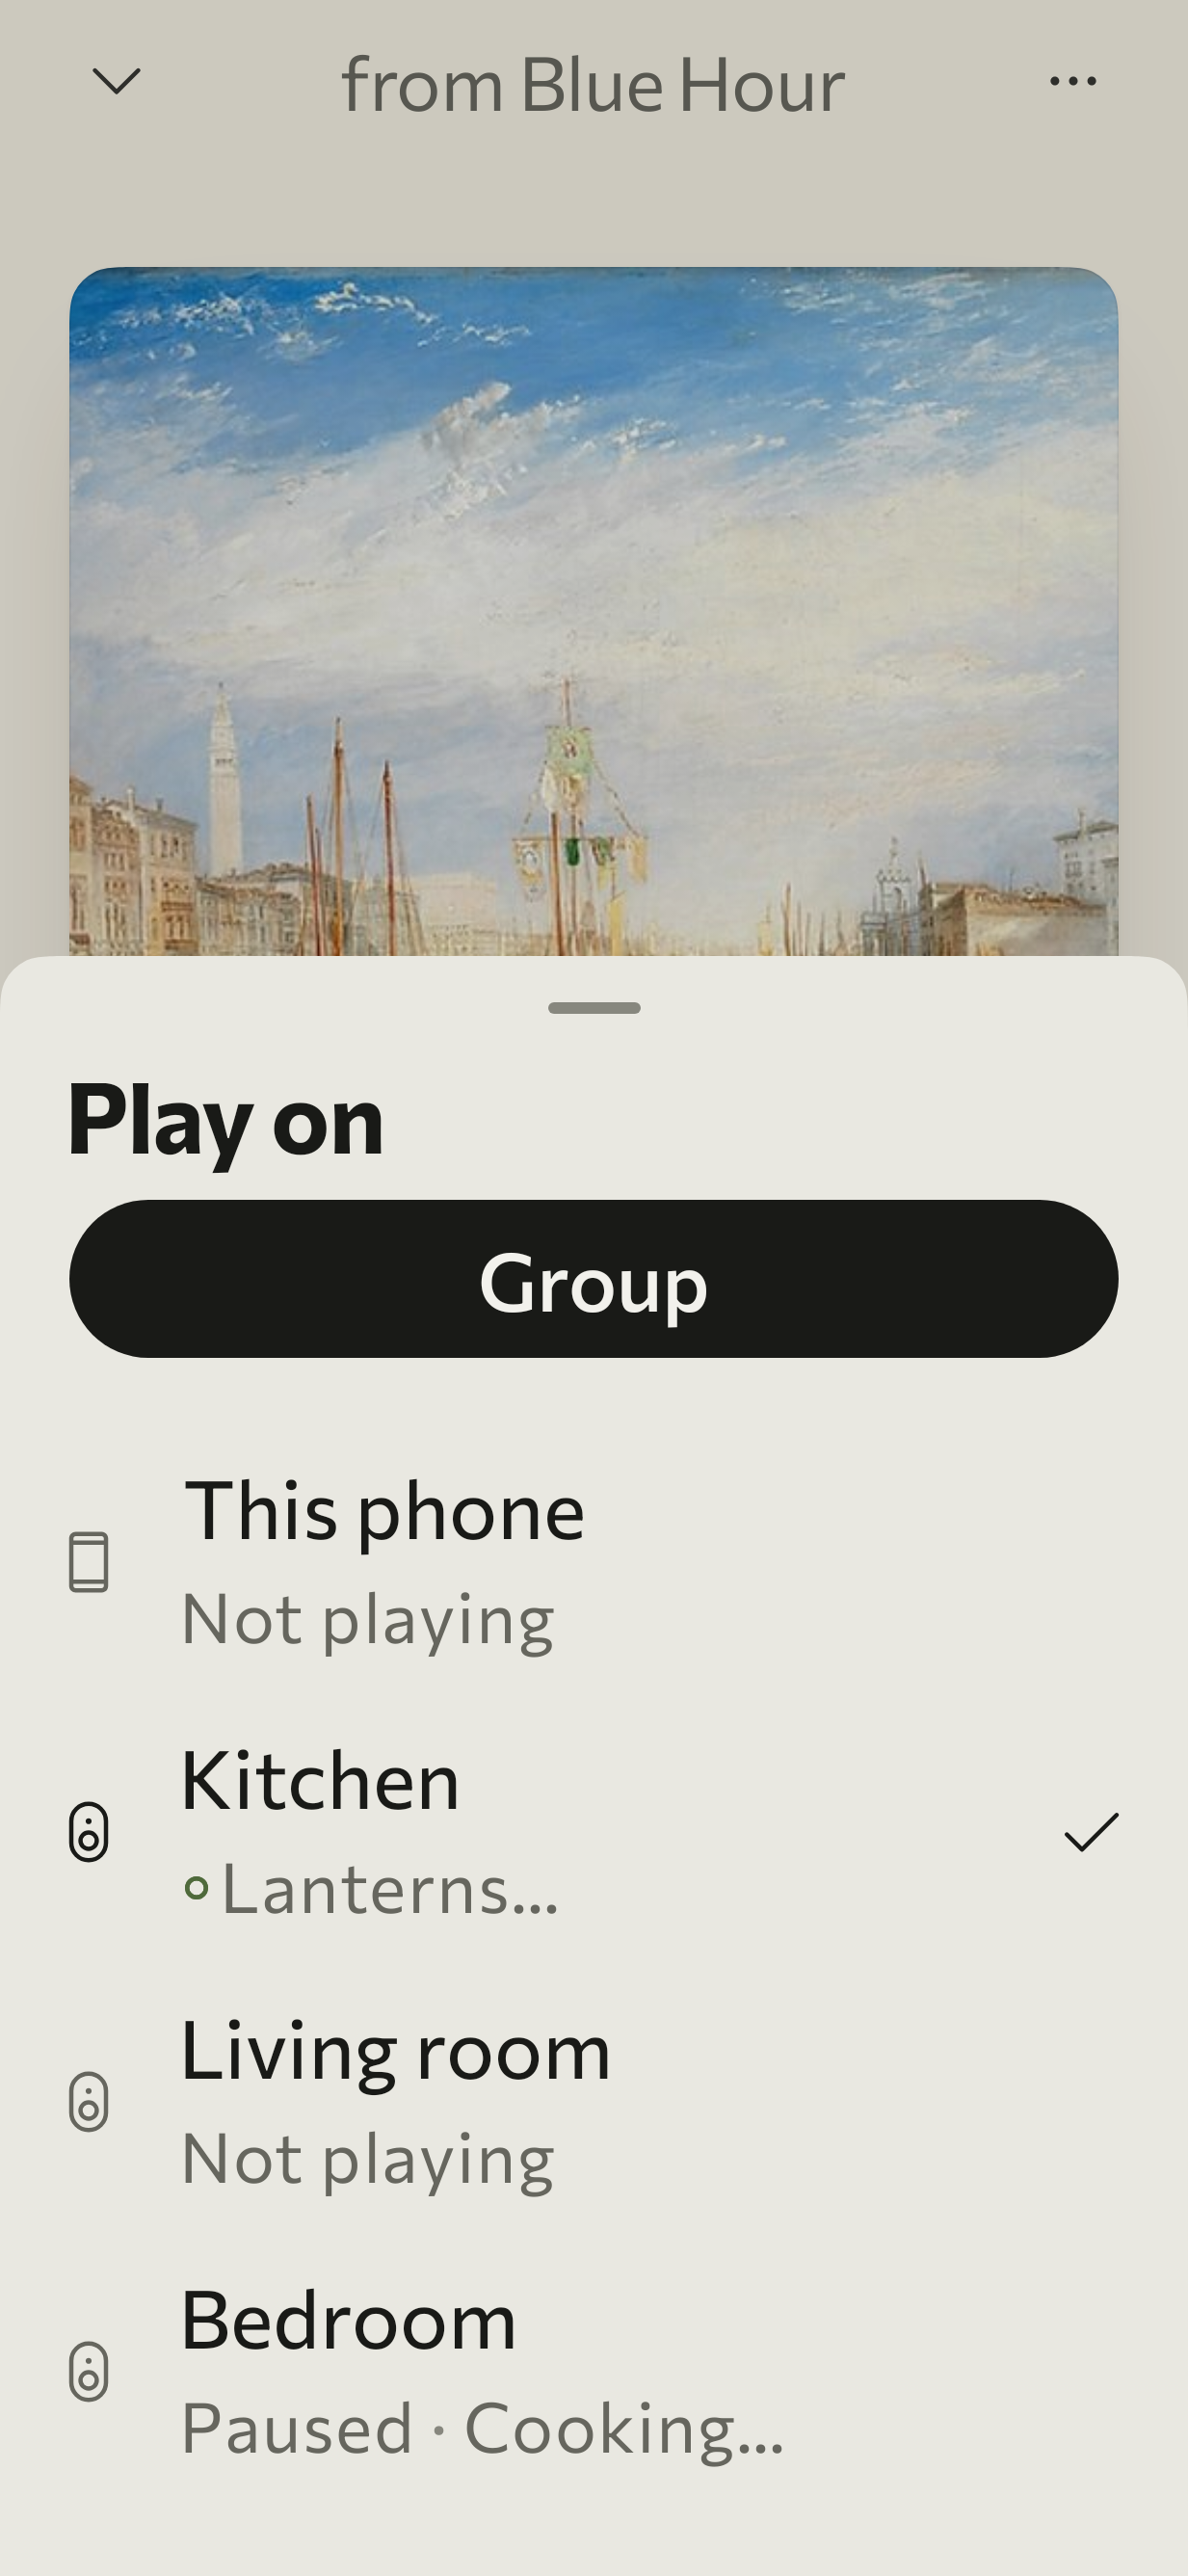 from Blue Hour
Play on
Group
This phone
Not playing
Kitchen
Lanterns...
Living room
Not playing
Bedroom
Paused · Cooking...